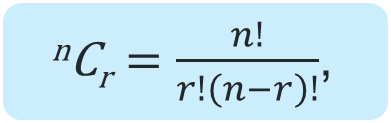 ⁿCᵣ = n! / r!(n−r)!,